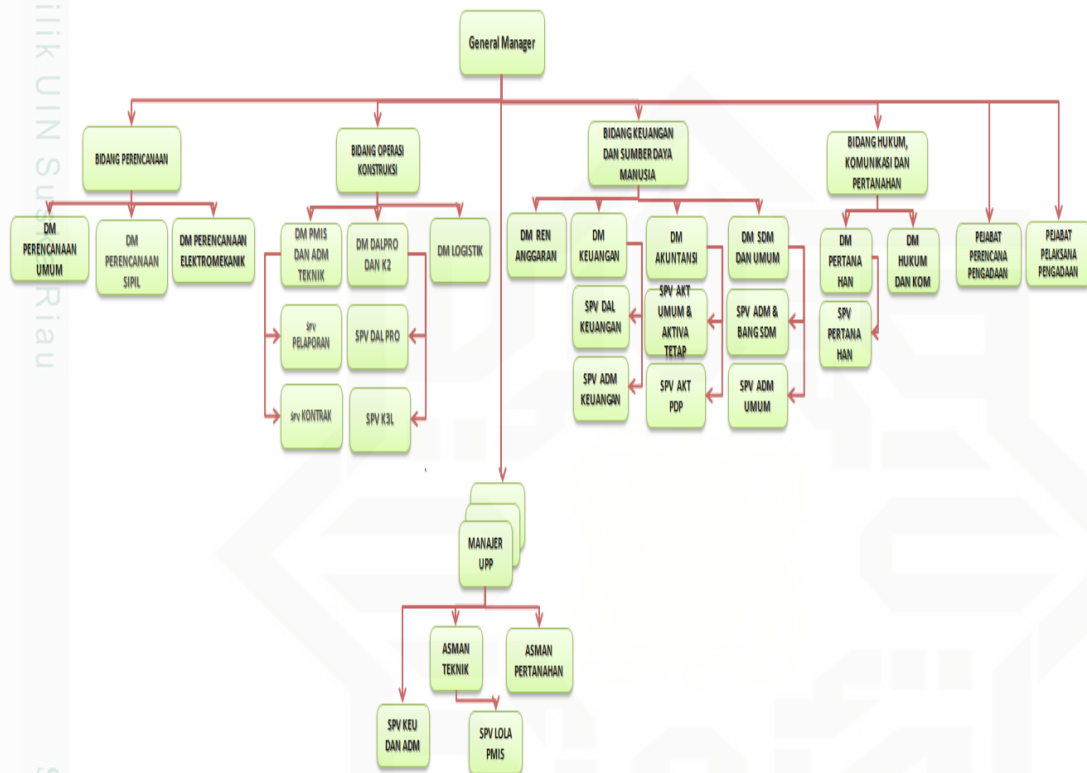 General Manager
BIDANG PERENCANAAN
BIDANG OPERASI
KONSTRUKSI
BIDANG KEUANGAN
DAN SUMBER DAYA
MANUSIA
BIDANG HUKUM,
KOMUNIKASI DAN
PERTANAHAN
DM
PERENCANAAN
UMUM
DM
PERENCANAAN
SIPIL
DM PERENCANAAN
ELEKTROMEKANIK
DM PMIS
DAN ADM
TEKNIK
DM DALPRO
DAN K2
DM LOGISTIK
DM REN
ANGGARAN
DM
KEUANGAN
DM
AKUNTANSI
DM SDM
DAN UMUM
DM
PERTANA
HAN
DM
HUKUM
DAN KOM
PEJABAT
PERENCANA
PENGADAAN
PEJABAT
PELAKSANA
PENGADAAN
SPV
PELAPORAN
SPV DAL PRO
SPV DAL
KEUANGAN
SPV AKT
UMUM &
AKTIVA
TETAP
SPV ADM &
BANG SDM
SPV
PERTANA
HAN
SPV KONTRAK
SPV K3L
SPV ADM
KEUANGAN
SPV AKT
PDP
SPV ADM
UMUM
MANAJER
UPP
ASMAN
TEKNIK
ASMAN
PERTANAHAN
SPV KEU
DAN ADM
SPV LOLA
PMIS
milik UIN Suska Riau